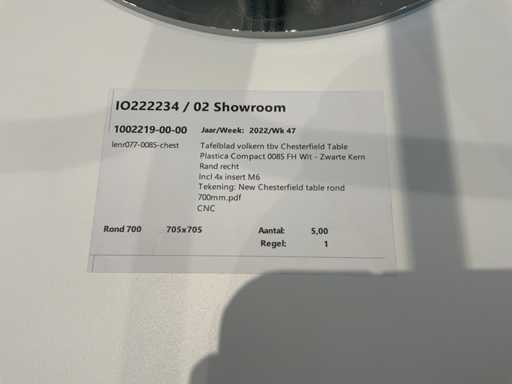 IO222234 / 02 Showroom
1002219-00-00 Jaar/Week: 2022/Wk 47
lenr077-0085-chest Tafelblad volkern tbv Chesterfield Table
Plastica Compact 0085 FH Wit - Zwarte Kern
Rand recht
Incl 4x insert M6
Tekening: New Chesterfield table rond
700mm.pdf
CNC
Rond 700 705x705 Aantal: 5,00
Regel: 1